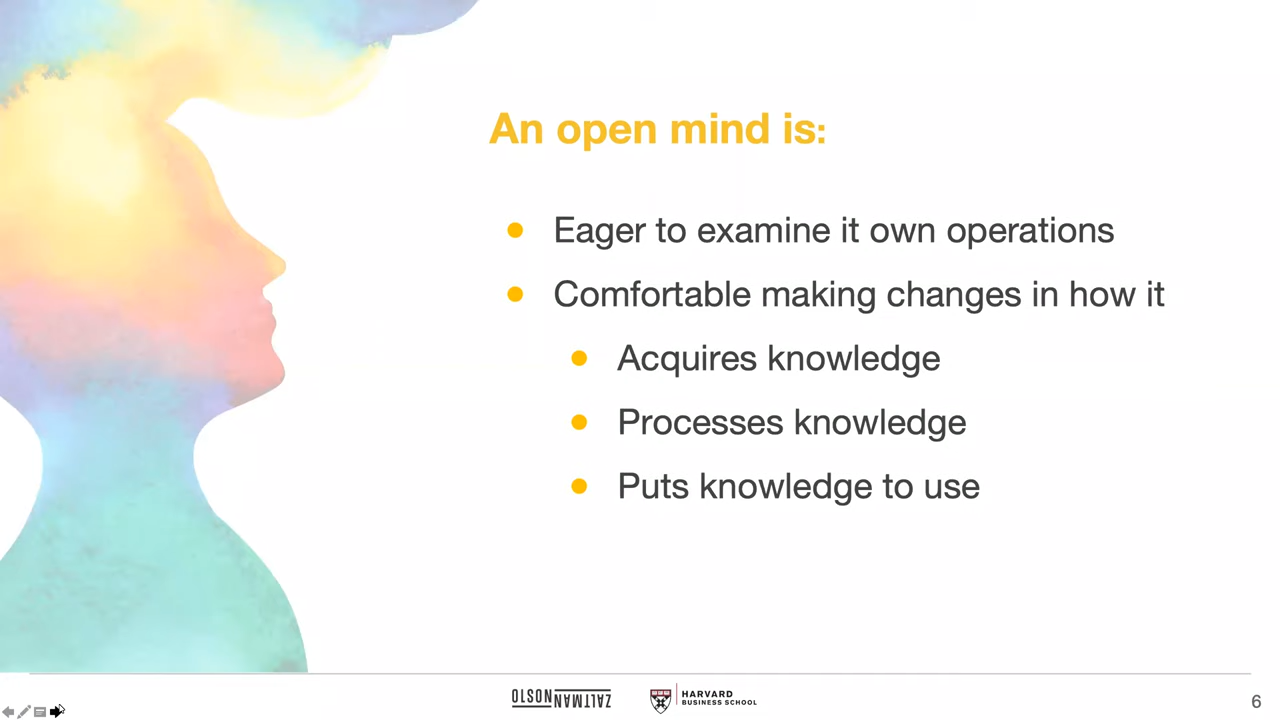 An open mind is:
Eager to examine it own operations
Comfortable making changes in how it
Acquires knowledge
Processes knowledge
Puts knowledge to use
OLSON ZALTMAN
HARVARD
BUSINESS SCHOOL
6